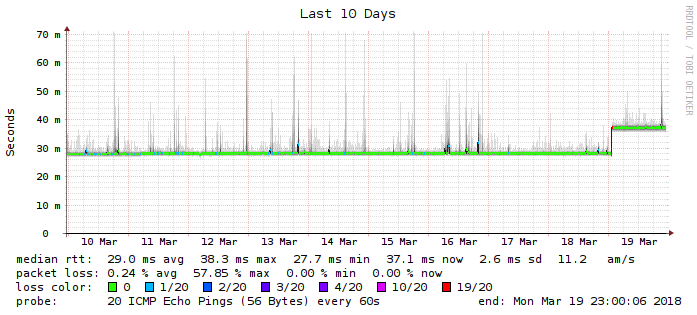 Last 10 Days
RRDTOOL / TOBI OETIKER
Seconds
70 m
60 m
50 m
40 m
30 m
20 m
10 m
0
10 Mar 11 Mar 12 Mar 13 Mar 14 Mar 15 Mar 16 Mar 17 Mar 18 Mar 19 Mar
median rtt: 29.0 ms avg 38.3 ms max 27.7 ms min 37.1 ms now 2.6 ms sd 11.2 am/s
packet loss: 0.24 % avg 57.85 % max 0.00 % min 0.00 % now
loss color: 0 1/20 2/20 3/20 4/20 10/20 19/20
probe: 20 ICMP Echo Pings (56 Bytes) every 60s end: Mon Mar 19 23:00:06 2018